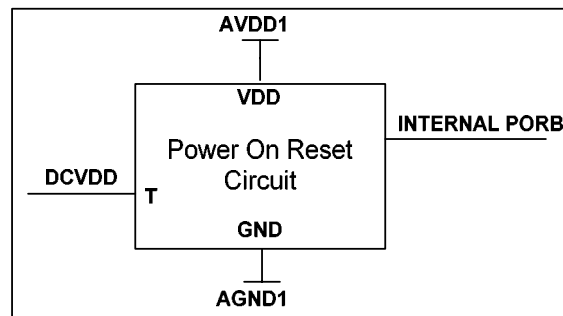 AVDD1
VDD
INTERNAL PORB
Power On Reset
Circuit
DCVDD
T
GND
AGND1